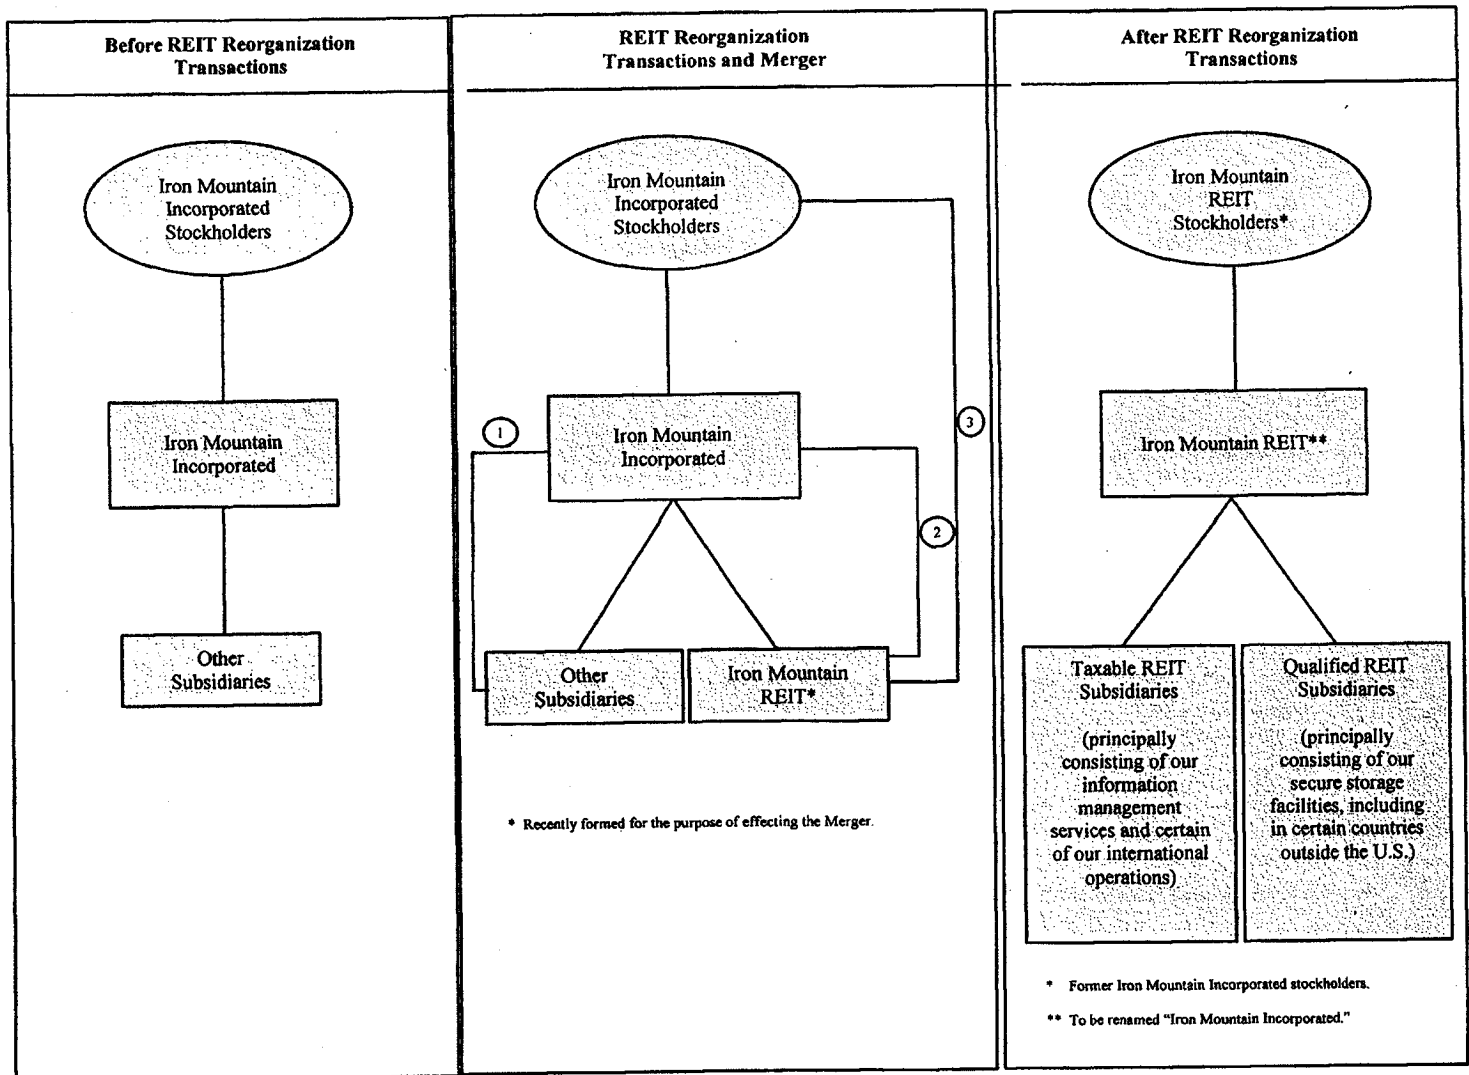 Before REIT Reorganization
Transactions
Iron Mountain
Incorporated
Stockholders
Iron Mountain
Incorporated
Other
Subsidiaries
REIT Reorganization
Transactions and Merger
Iron Mountain
Incorporated
Stockholders
1
Iron Mountain
Incorporated
3
2
Other
Subsidiaries
Iron Mountain
REIT*
* Recently formed for the purpose of effecting the Merger.
After REIT Reorganization
Transactions
Iron Mountain
REIT
Stockholders*
Iron Mountain REIT**
Taxable REIT
Subsidiaries
(principally
consisting of our
information
management
services and certain
of our international
operations)
Qualified REIT
Subsidiaries
(principally
consisting of our
secure storage
facilities, including
in certain countries
outside the U.S.)
* Former Iron Mountain Incorporated stockholders.
** To be renamed "Iron Mountain Incorporated."